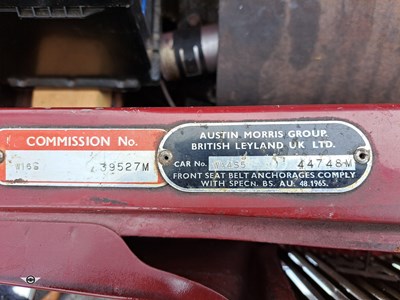 COMMISSION No.
39527M
AUSTIN MORRIS GROUP.
BRITISH LEYLAND UK LTD.
CAR No. 44748M
FRONT SEAT BELT ANCHORAGES COMPLY
WITH SPECN. BS. AU. 48.1965.